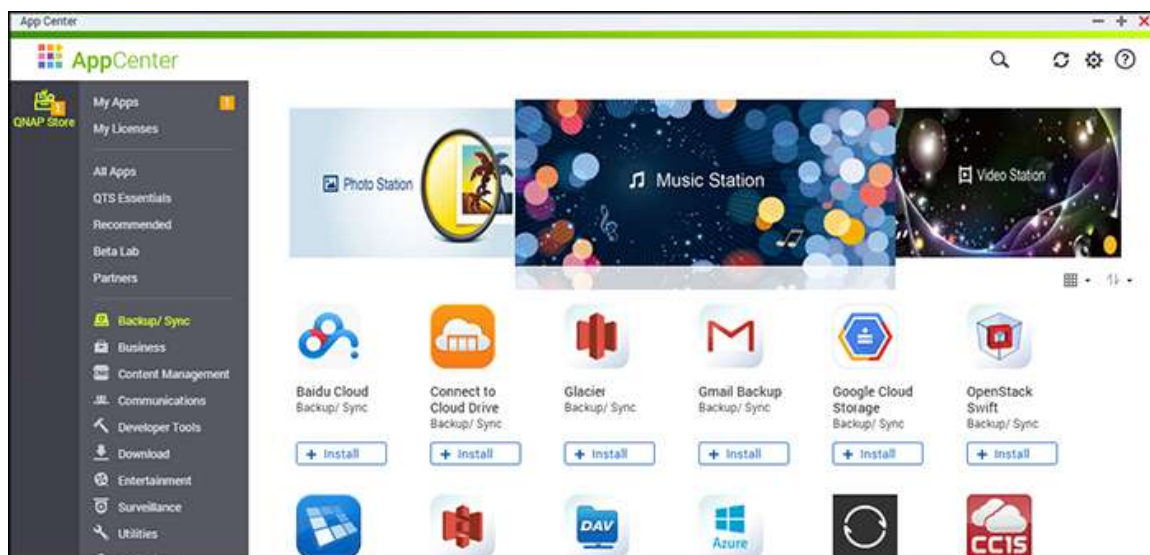 App Center
AppCenter
QNAP Store
1
My Apps
1
My Licenses
All Apps
QTS Essentials
Recommended
Beta Lab
Partners
Backup/ Sync
Business
Content Management
Communications
Developer Tools
Download
Entertainment
Surveillance
Utilities
Photo Station
Music Station
Video Station
Baidu Cloud
Backup/ Sync
+ Install
Connect to
Cloud Drive
Backup/ Sync
+ Install
Glacier
Backup/ Sync
+ Install
Gmail Backup
Backup/ Sync
+ Install
Google Cloud
Storage
Backup/ Sync
+ Install
OpenStack
Swift
Backup/ Sync
+ Install
DAV
Azure
CC1S